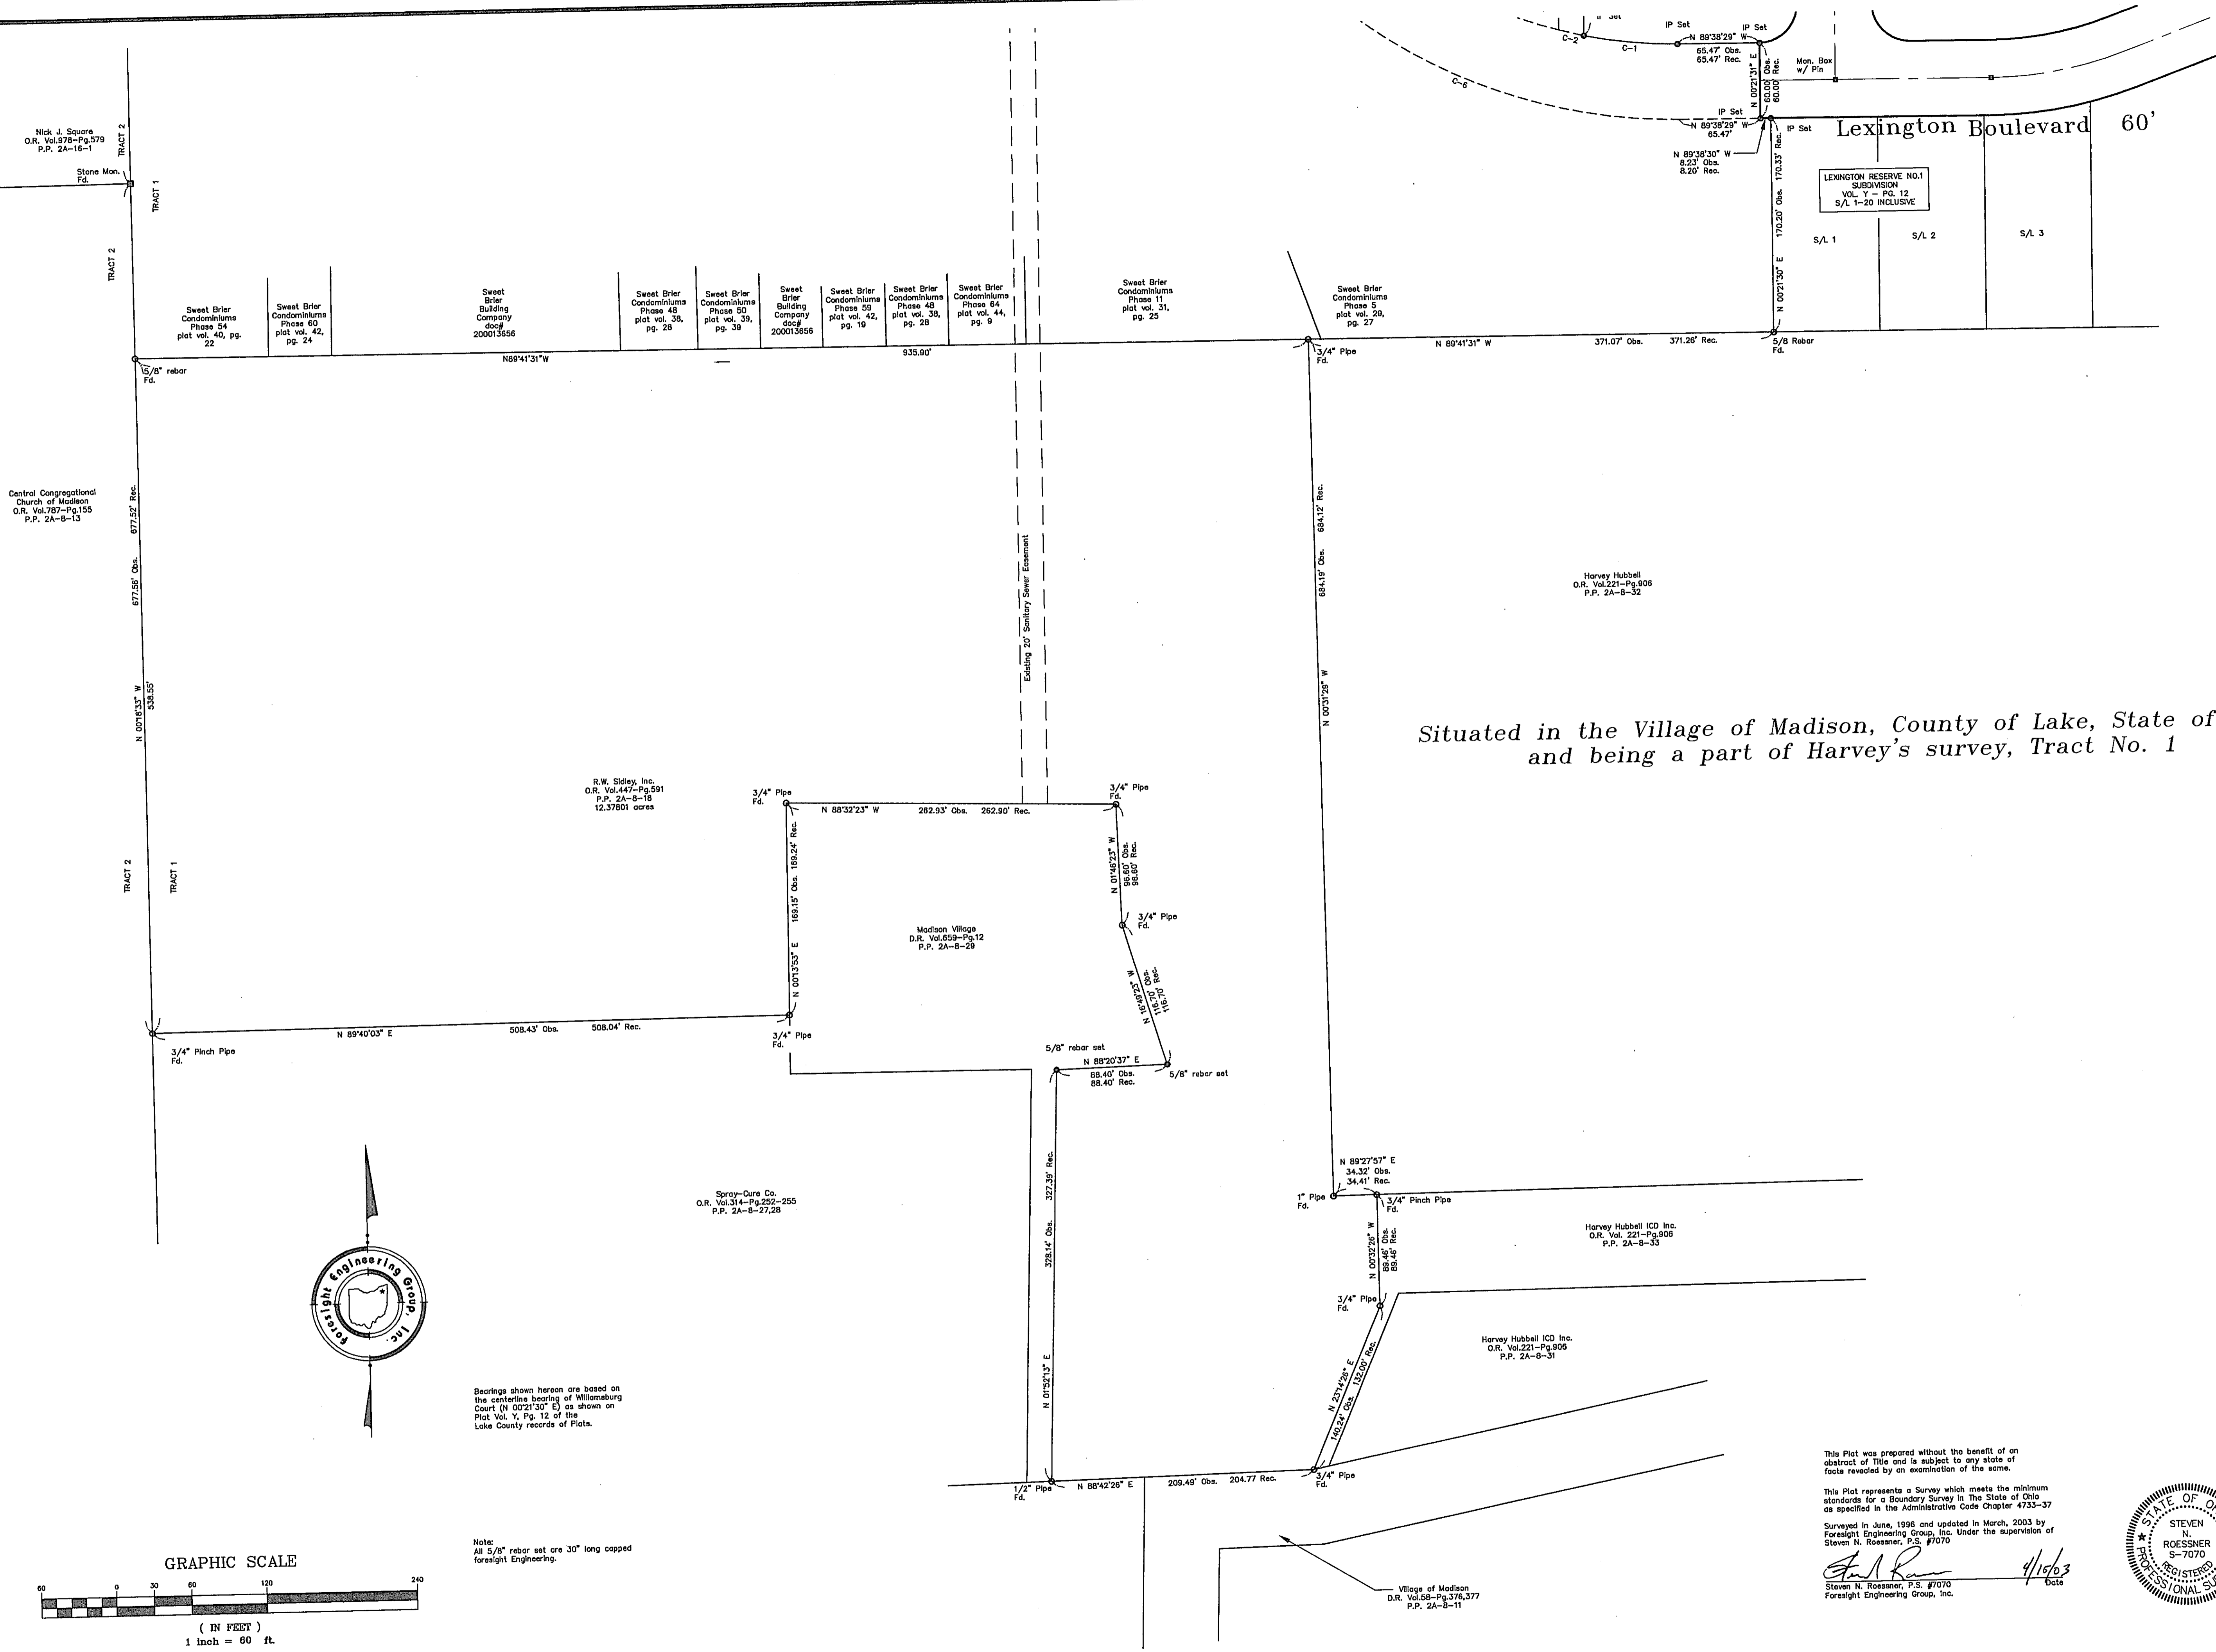 IP Set
IP Set
IP Set
C-2
C-1
N 89°38'29" W
65.47' Obs.
65.47' Rec.
N 00°21'31" E
60.00' Obs.
60.00' Rec.
Mon. Box
w/ Pin
C-6
IP Set
N 89°38'29" W
65.47'
IP Set
Lexington Boulevard 60'
N 89°38'30" W
8.23' Obs.
8.20' Rec.
N 00°21'30" E 170.20' Obs. 170.33' Rec.
LEXINGTON RESERVE NO.1
SUBDIVISION
VOL. Y - PG. 12
S/L 1-20 INCLUSIVE
S/L 1
S/L 2
S/L 3
Nick J. Square
O.R. Vol.978-Pg.579
P.P. 2A-16-1
TRACT 2
Stone Mon.
Fd.
TRACT 1
TRACT 2
Sweet Brier
Condominiums
Phase 54
plat vol. 40, pg.
22
Sweet Brier
Condominiums
Phase 60
plat vol. 42,
pg. 24
Sweet
Brier
Building
Company
doc#
200013656
Sweet Brier
Condominiums
Phase 48
plat vol. 38,
pg. 28
Sweet Brier
Condominiums
Phase 50
plat vol. 39,
pg. 39
Sweet
Brier
Building
Company
doc#
200013656
Sweet Brier
Condominiums
Phase 59
plat vol. 42,
pg. 19
Sweet Brier
Condominiums
Phase 48
plat vol. 38,
pg. 28
Sweet Brier
Condominiums
Phase 64
plat vol. 44,
pg. 9
Sweet Brier
Condominiums
Phase 11
plat vol. 31,
pg. 25
Sweet Brier
Condominiums
Phase 5
plat vol. 29,
pg. 27
5/8" rebar
Fd.
N89°41'31"W
935.90'
3/4" Pipe
Fd.
N 89°41'31" W 371.07' Obs. 371.26' Rec.
5/8 Rebar
Fd.
Central Congregational
Church of Madison
O.R. Vol.787-Pg.155
P.P. 2A-8-13
N 00°18'33" W 677.56' Obs. 677.52' Rec.
538.55'
Existing 20' Sanitary Sewer Easement
N 00°31'29" W 684.19' Obs. 684.12' Rec.
Harvey Hubbell
O.R. Vol.221-Pg.906
P.P. 2A-8-32
Situated in the Village of Madison, County of Lake, State of
and being a part of Harvey's survey, Tract No. 1
R.W. Sidley, Inc.
O.R. Vol.447-Pg.591
P.P. 2A-8-18
12.37801 acres
3/4" Pipe
Fd.
N 88°32'23" W 262.93' Obs. 262.90' Rec.
3/4" Pipe
Fd.
N 00°13'53" E 169.15' Obs. 169.24' Rec.
N 01°46'23" W
96.60' Obs.
96.60' Rec.
TRACT 2
TRACT 1
3/4" Pipe
Fd.
Madison Village
D.R. Vol.659-Pg.12
P.P. 2A-8-29
N 16°49'23" W
116.70' Obs.
116.70' Rec.
N 89°40'03" E 508.43' Obs. 508.04' Rec.
3/4" Pinch Pipe
Fd.
3/4" Pipe
Fd.
5/8" rebar set
N 88°20'37" E
88.40' Obs.
88.40' Rec.
5/8" rebar set
N 89°27'57" E
34.32' Obs.
34.41' Rec.
1" Pipe
Fd.
3/4" Pinch Pipe
Fd.
Spray-Cure Co.
O.R. Vol.314-Pg.252-255
P.P. 2A-8-27,28
N 01°52'13" E 328.14' Obs. 327.39' Rec.
N 00°32'26" W
89.46' Obs.
89.46' Rec.
Harvey Hubbell ICD Inc.
O.R. Vol. 221-Pg.906
P.P. 2A-8-33
3/4" Pipe
Fd.
Harvey Hubbell ICD Inc.
O.R. Vol.221-Pg.906
P.P. 2A-8-31
N 23°14'26" E
140.24' Obs. 132.00' Rec.
Foresight Engineering Group, Inc.
Bearings shown hereon are based on
the centerline bearing of Williamsburg
Court (N 00°21'30" E) as shown on
Plat Vol. Y, Pg. 12 of the
Lake County records of Plats.
1/2" Pipe
Fd.
N 88°42'26" E 209.49' Obs. 204.77 Rec.
3/4" Pipe
Fd.
This Plat was prepared without the benefit of an
abstract of Title and is subject to any state of
facts revealed by an examination of the same.
This Plat represents a Survey which meets the minimum
standards for a Boundary Survey in The State of Ohio
as specified in the Administrative Code Chapter 4733-37
Surveyed in June, 1996 and updated in March, 2003 by
Foresight Engineering Group, Inc. Under the supervision of
Steven N. Roessner, P.S. #7070
4/15/03
Steven N. Roessner, P.S. #7070 Date
Foresight Engineering Group, Inc.
STATE OF
STEVEN
N.
ROESSNER
S-7070
REGISTERED
PROFESSIONAL
Note:
All 5/8" rebar set are 30" long capped
foresight Engineering.
GRAPHIC SCALE
60 0 30 60 120 240
( IN FEET )
1 inch = 60 ft.
Village of Madison
D.R. Vol.58-Pg.376,377
P.P. 2A-8-11